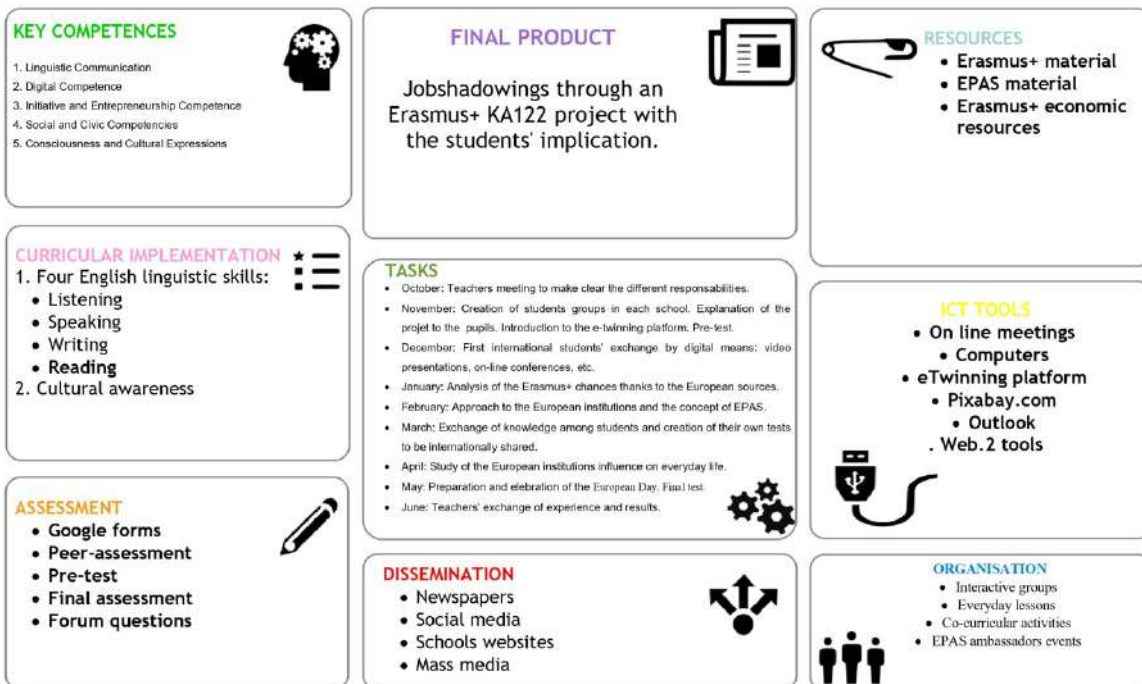 KEY COMPETENCES
1. Linguistic Communication
2. Digital Competence
3. Initiative and Entrepreneurship Competence
4. Social and Civic Competencies
5. Consciousness and Cultural Expressions
FINAL PRODUCT
Jobshadowings through an
Erasmus+ KA122 project with
the students' implication.
RESOURCES
• Erasmus+ material
• EPAS material
• Erasmus+ economic
resources
CURRICULAR IMPLEMENTATION
1. Four English linguistic skills:
• Listening
• Speaking
• Writing
• Reading
2. Cultural awareness
TASKS
• October: Teachers meeting to make clear the different responsabilities.
• November: Creation of students groups in each school. Explanation of the
projet to the pupils. Introduction to the e-twinning platform. Pre-test.
• December: First international students' exchange by digital means: video
presentations, on-line conferences, etc.
• January: Analysis of the Erasmus+ chances thanks to the European sources.
• February: Approach to the European institutions and the concept of EPAS.
• March: Exchange of knowledge among students and creation of their own tests
to be internationally shared.
• April: Study of the European institutions influence on everyday life.
• May: Preparation and elebration of the European Day. Final test.
• June: Teachers' exchange of experience and results.
ICT TOOLS
• On line meetings
• Computers
• eTwinning platform
• Pixabay.com
• Outlook
. Web.2 tools
ASSESSMENT
• Google forms
• Peer-assessment
• Pre-test
• Final assessment
• Forum questions
DISSEMINATION
• Newspapers
• Social media
• Schools websites
• Mass media
ORGANISATION
• Interactive groups
• Everyday lessons
• Co-curricular activities
• EPAS ambassadors events